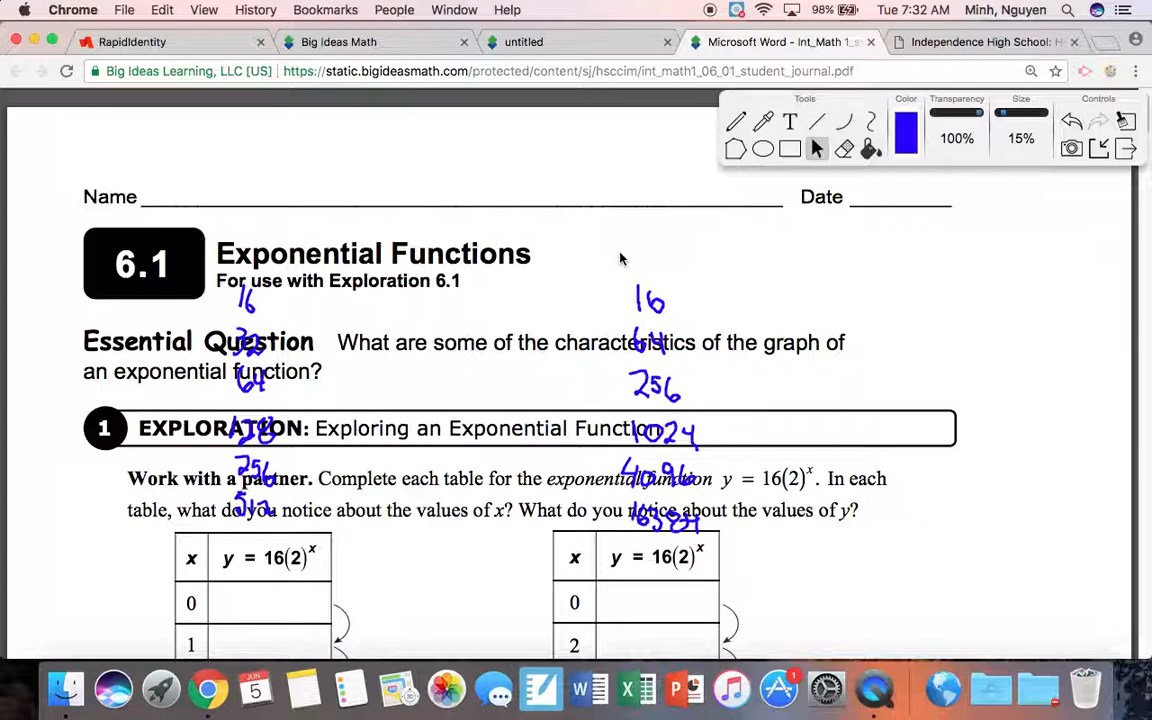 Chrome File Edit View History Bookmarks People Window Help 98% Tue 7:32 AM Minh, Nguyen
RapidIdentity × Big Ideas Math × untitled × Microsoft Word - Int_Math 1_s × Independence High School: H ×
Big Ideas Learning, LLC [US] https://static.bigideasmath.com/protected/content/sj/hsccim/int_math1_06_01_student_journal.pdf
Tools Color Transparency Size Controls
T
100% 15%
Name Date
6.1 Exponential Functions
For use with Exploration 6.1
16 16
Essential Question What are some of the characteristics of the graph of
32 64
an exponential function?
64 256
1 EXPLORATION: Exploring an Exponential Function
128 1024
Work with a partner. Complete each table for the exponential function y = 16(2)ˣ. In each
256 4096
table, what do you notice about the values of x? What do you notice about the values of y?
512 16384
x y = 16(2)ˣ x y = 16(2)ˣ
0 0
1 2
JUN
5
30 W X P 1